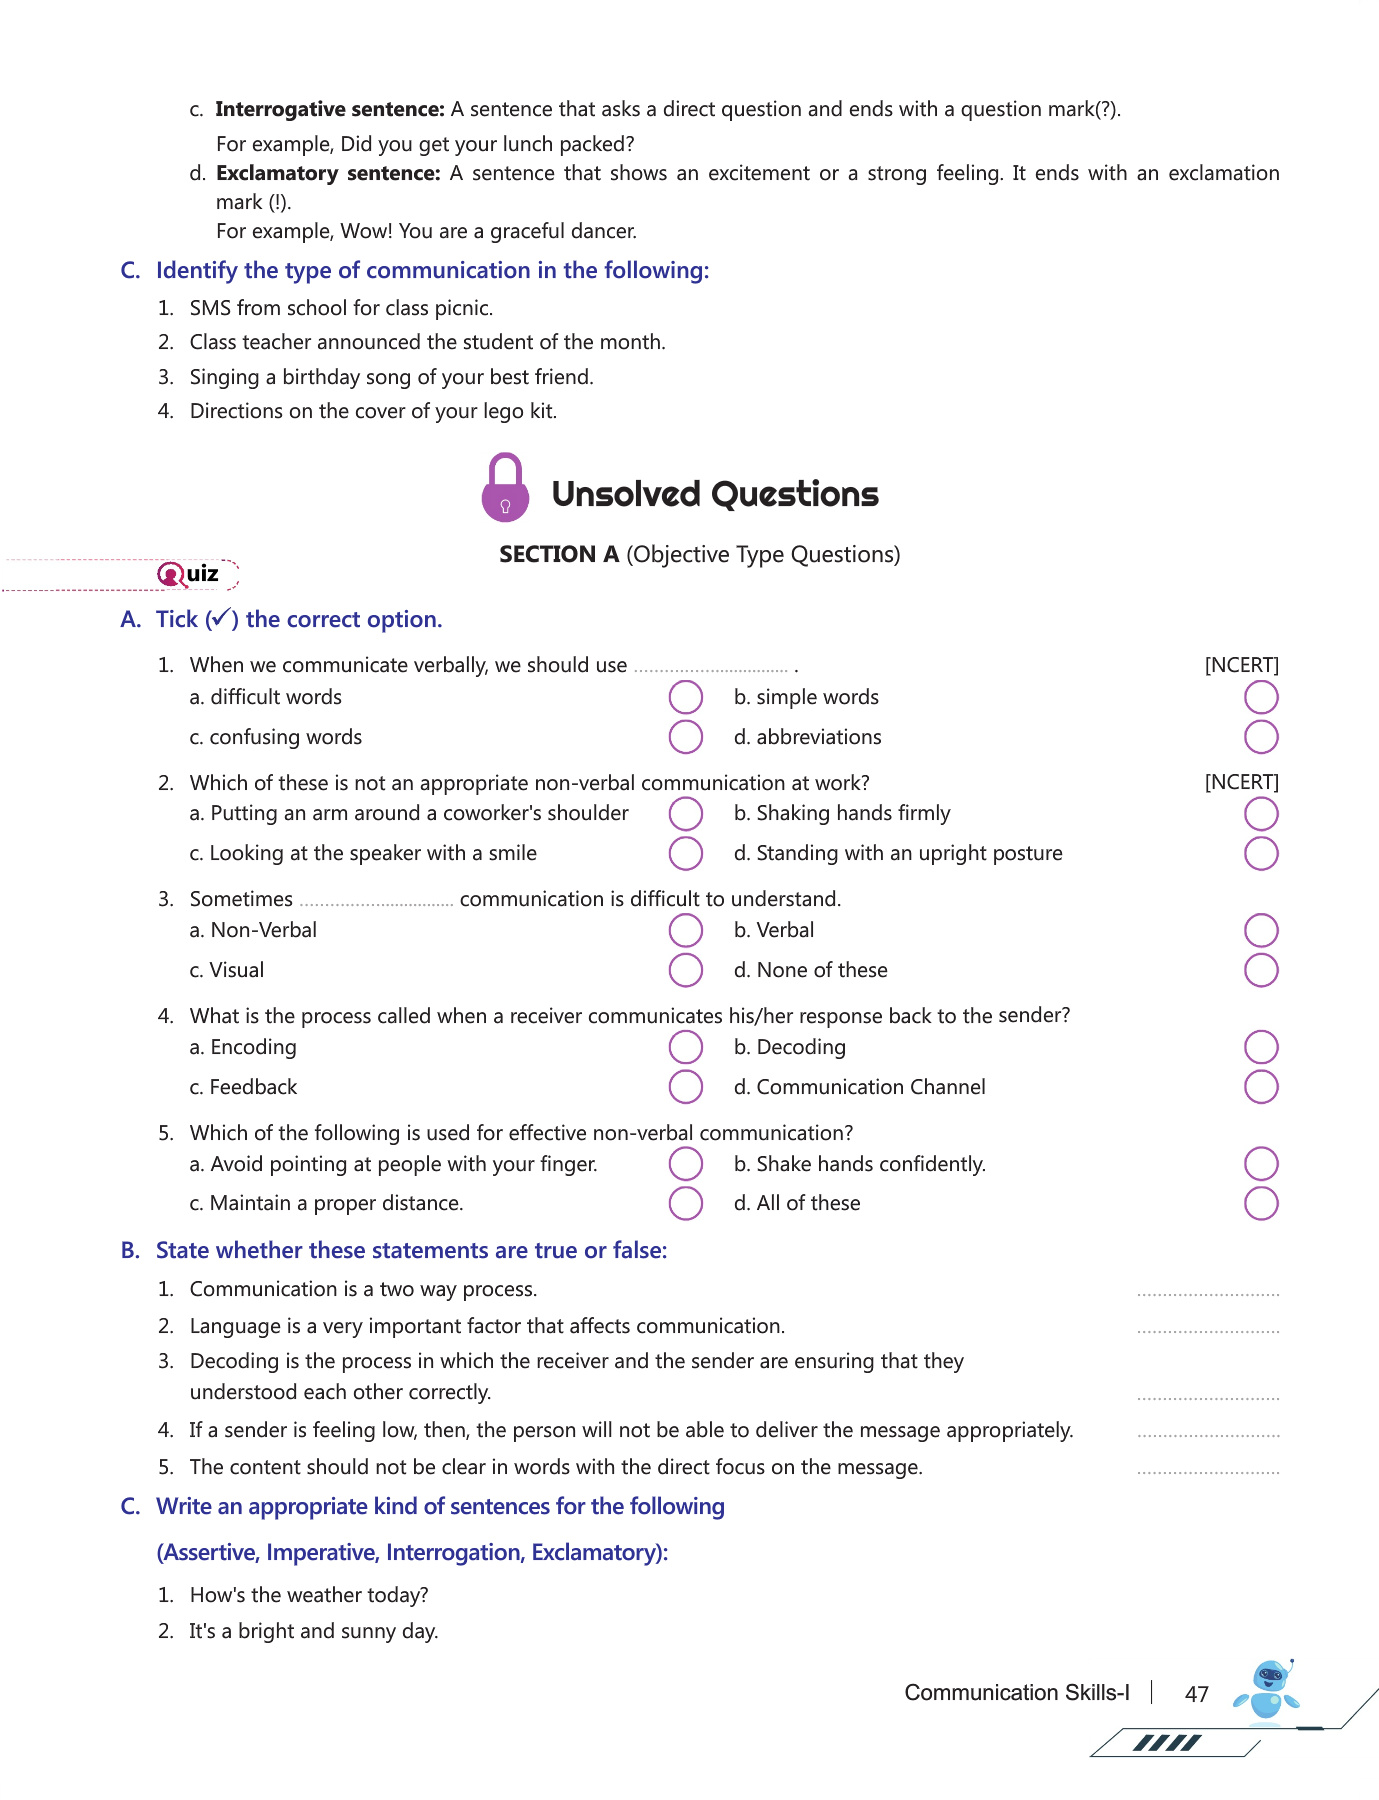 c. Interrogative sentence: A sentence that asks a direct question and ends with a question mark(?).
For example, Did you get your lunch packed?
d. Exclamatory sentence: A sentence that shows an excitement or a strong feeling. It ends with an exclamation
mark (!).
For example, Wow! You are a graceful dancer.
C. Identify the type of communication in the following:
1. SMS from school for class picnic.
2. Class teacher announced the student of the month.
3. Singing a birthday song of your best friend.
4. Directions on the cover of your lego kit.
Unsolved Questions
SECTION A (Objective Type Questions)
Quiz
A. Tick (✓) the correct option.
1. When we communicate verbally, we should use .............................. . [NCERT]
a. difficult words b. simple words
c. confusing words d. abbreviations
2. Which of these is not an appropriate non-verbal communication at work? [NCERT]
a. Putting an arm around a coworker's shoulder b. Shaking hands firmly
c. Looking at the speaker with a smile d. Standing with an upright posture
3. Sometimes .............................. communication is difficult to understand.
a. Non-Verbal b. Verbal
c. Visual d. None of these
4. What is the process called when a receiver communicates his/her response back to the sender?
a. Encoding b. Decoding
c. Feedback d. Communication Channel
5. Which of the following is used for effective non-verbal communication?
a. Avoid pointing at people with your finger. b. Shake hands confidently.
c. Maintain a proper distance. d. All of these
B. State whether these statements are true or false:
1. Communication is a two way process. ............................
2. Language is a very important factor that affects communication. ............................
3. Decoding is the process in which the receiver and the sender are ensuring that they
understood each other correctly. ............................
4. If a sender is feeling low, then, the person will not be able to deliver the message appropriately. ............................
5. The content should not be clear in words with the direct focus on the message. ............................
C. Write an appropriate kind of sentences for the following
(Assertive, Imperative, Interrogation, Exclamatory):
1. How's the weather today?
2. It's a bright and sunny day.
Communication Skills-I 47